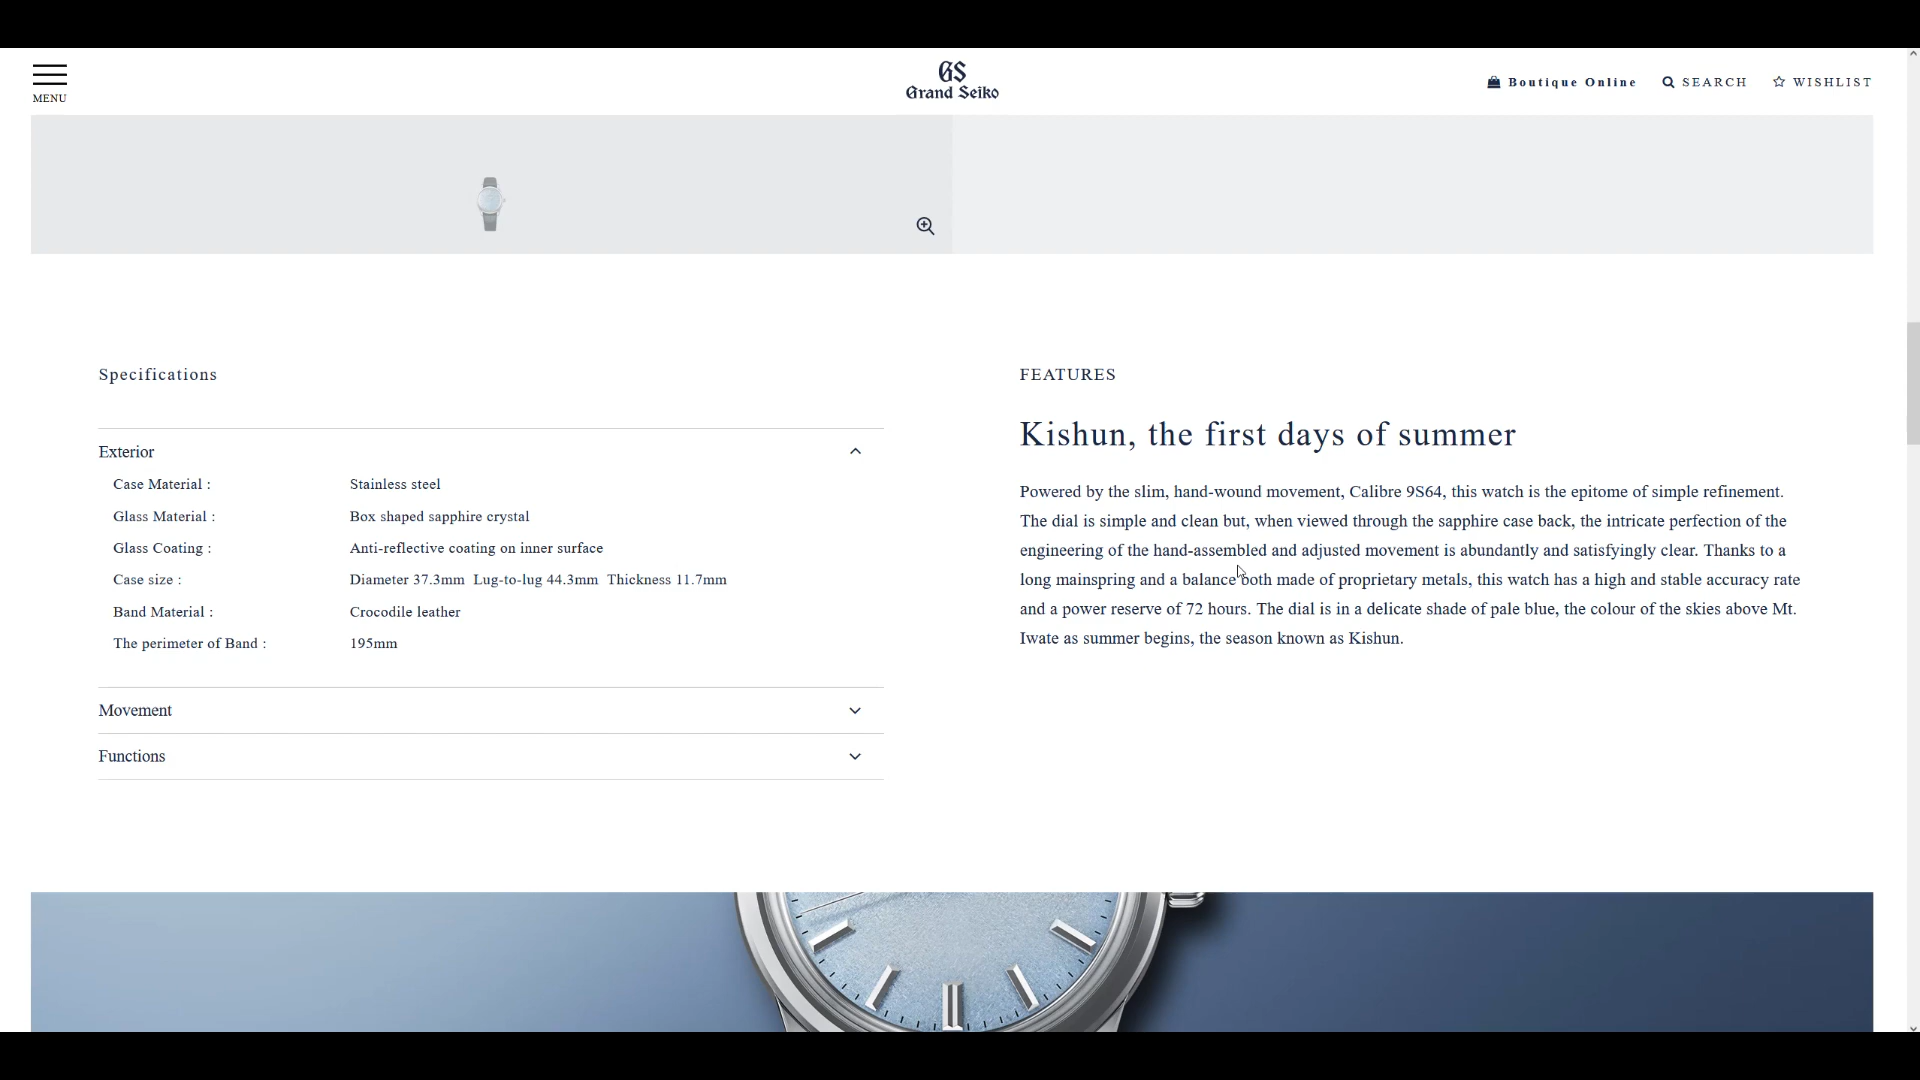 MENU
GS
Grand Seiko
Boutique Online
SEARCH
WISHLIST
Specifications
Exterior
Case Material : Stainless steel
Glass Material : Box shaped sapphire crystal
Glass Coating : Anti-reflective coating on inner surface
Case size : Diameter 37.3mm Lug-to-lug 44.3mm Thickness 11.7mm
Band Material : Crocodile leather
The perimeter of Band : 195mm
Movement
Functions
FEATURES
Kishun, the first days of summer
Powered by the slim, hand-wound movement, Calibre 9S64, this watch is the epitome of simple refinement.
The dial is simple and clean but, when viewed through the sapphire case back, the intricate perfection of the
engineering of the hand-assembled and adjusted movement is abundantly and satisfyingly clear. Thanks to a
long mainspring and a balance both made of proprietary metals, this watch has a high and stable accuracy rate
and a power reserve of 72 hours. The dial is in a delicate shade of pale blue, the colour of the skies above Mt.
Iwate as summer begins, the season known as Kishun.